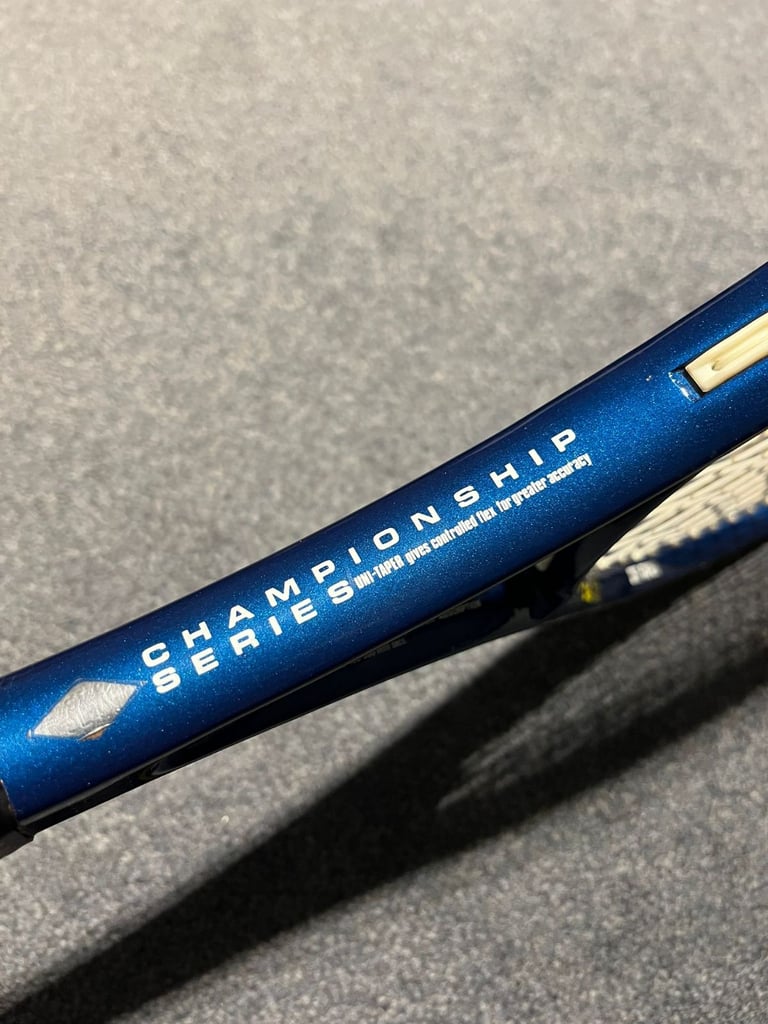 CHAMPIONSHIP
SERIES UNI-TAPER gives controlled flex for greater accuracy